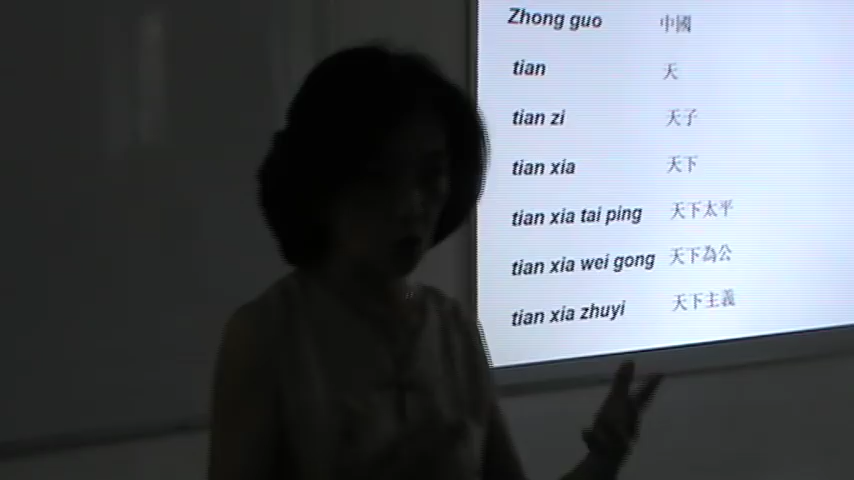 Zhong guo 中國
tian 天
tian zi 天子
tian xia 天下
tian xia tai ping 天下太平
tian xia wei gong 天下為公
tian xia zhuyi 天下主義